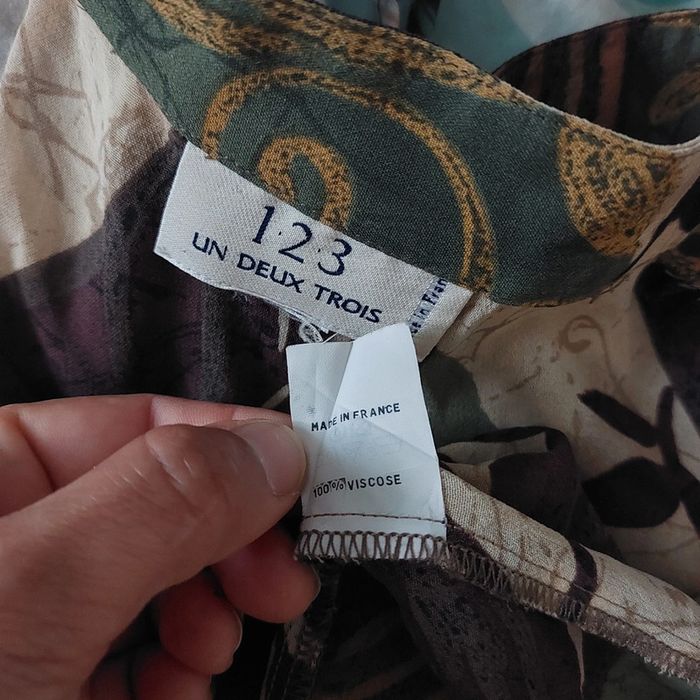 1.2.3
UN DEUX TROIS
MADE IN FRANCE
100% VISCOSE